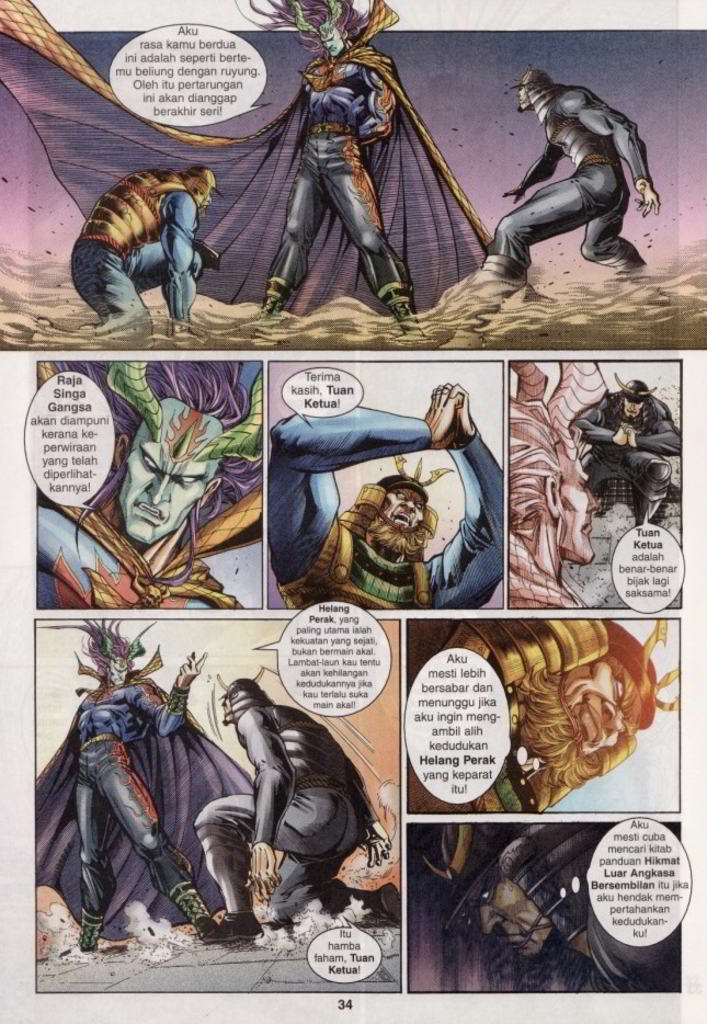 Aku
rasa kamu berdua
ini adalah seperti berte-
mu beliung dengan ruyung.
Oleh itu pertarungan
ini akan dianggap
berakhir seri!
Raja
Singa
Gangsa
akan diampuni
kerana ke-
perwiraan
yang telah
diperlihat-
kannya!
Terima
kasih, Tuan
Ketua!
Tuan
Ketua
adalah
benar-benar
bijak lagi
saksama!
Helang
Perak, yang
paling utama ialah
kekuatan yang sejati,
bukan bermain akal.
Lambat-laun kau tentu
akan kehilangan
kedudukannya jika
kau terlalu suka
main akal!
Itu
hamba
faham, Tuan
Ketua!
Aku
mesti lebih
bersabar dan
menunggu jika
aku ingin meng-
ambil alih
kedudukan
Helang Perak
yang keparat
itu!
Aku
mesti cuba
mencari kitab
panduan Hikmat
Luar Angkasa
Bersembilan itu jika
aku hendak mem-
pertahankan
kedudukan-
ku!
34